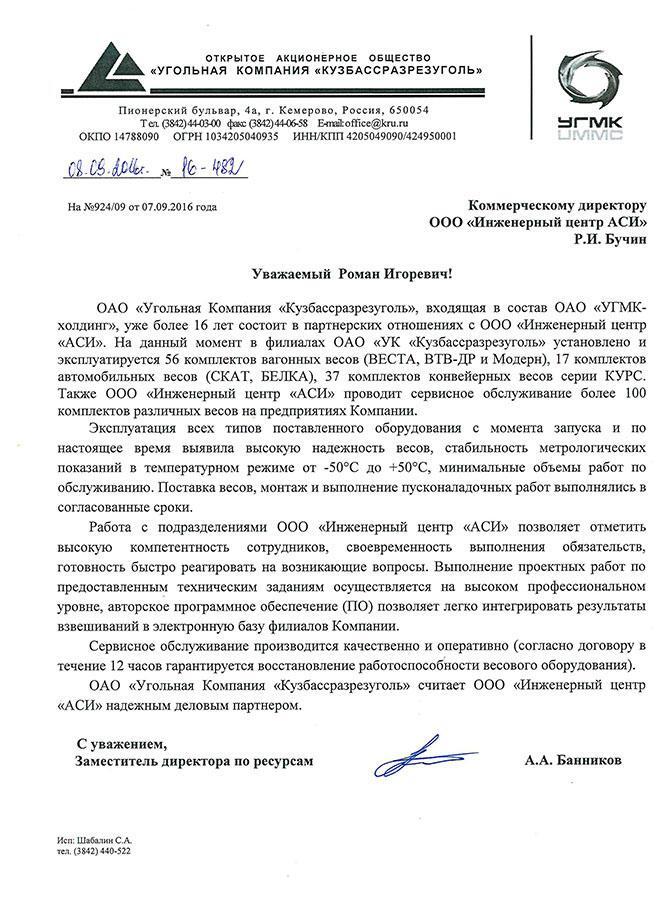 ОТКРЫТОЕ АКЦИОНЕРНОЕ ОБЩЕСТВО
«УГОЛЬНАЯ КОМПАНИЯ «КУЗБАССРАЗРЕЗУГОЛЬ»
УГМК
UMMC
Пионерский бульвар, 4а, г. Кемерово, Россия, 650054
Тел. (3842) 44-03-00 факс (3842) 44-06-58 E-mail: office@kru.ru
ОКПО 14788090 ОГРН 1034205040935 ИНН/КПП 4205049090/424950001
08.09.2016г. № 16-482/
На №924/09 от 07.09.2016 года
Коммерческому директору
ООО «Инженерный центр АСИ»
Р.И. Бучин
Уважаемый Роман Игоревич!
ОАО «Угольная Компания «Кузбассразрезуголь», входящая в состав ОАО «УГМК-
холдинг», уже более 16 лет состоит в партнерских отношениях с ООО «Инженерный центр
«АСИ». На данный момент в филиалах ОАО «УК «Кузбассразрезуголь» установлено и
эксплуатируется 56 комплектов вагонных весов (ВЕСТА, ВТВ-ДР и Модерн), 17 комплектов
автомобильных весов (СКАТ, БЕЛКА), 37 комплектов конвейерных весов серии КУРС.
Также ООО «Инженерный центр «АСИ» проводит сервисное обслуживание более 100
комплектов различных весов на предприятиях Компании.
Эксплуатация всех типов поставленного оборудования с момента запуска и по
настоящее время выявила высокую надежность весов, стабильность метрологических
показаний в температурном режиме от -50°С до +50°С, минимальные объемы работ по
обслуживанию. Поставка весов, монтаж и выполнение пусконаладочных работ выполнялись в
согласованные сроки.
Работа с подразделениями ООО «Инженерный центр «АСИ» позволяет отметить
высокую компетентность сотрудников, своевременность выполнения обязательств,
готовность быстро реагировать на возникающие вопросы. Выполнение проектных работ по
предоставленным техническим заданиям осуществляется на высоком профессиональном
уровне, авторское программное обеспечение (ПО) позволяет легко интегрировать результаты
взвешиваний в электронную базу филиалов Компании.
Сервисное обслуживание производится качественно и оперативно (согласно договору в
течение 12 часов гарантируется восстановление работоспособности весового оборудования).
ОАО «Угольная Компания «Кузбассразрезуголь» считает ООО «Инженерный центр
«АСИ» надежным деловым партнером.
С уважением,
Заместитель директора по ресурсам
А.А. Банников
Исп: Шабалин С.А.
тел. (3842) 440-522